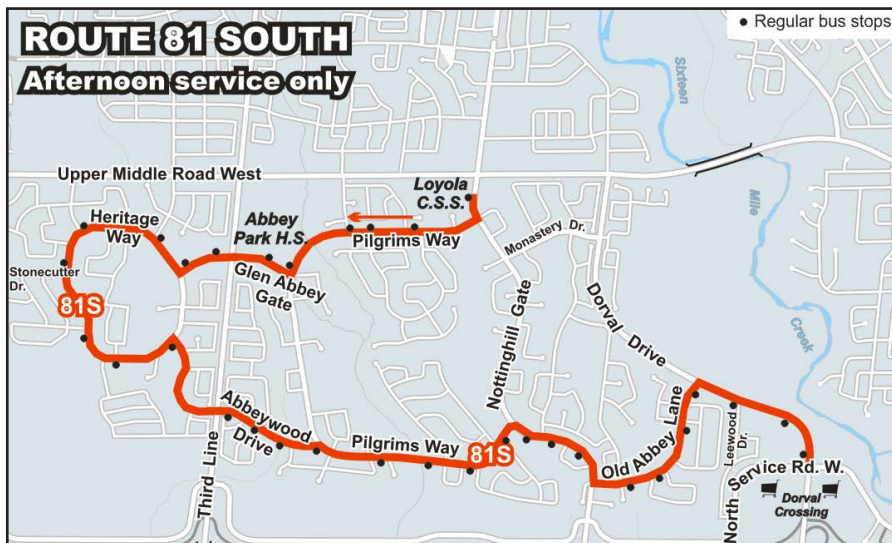 ROUTE 81 SOUTH
Afternoon service only
• Regular bus stops
Sixteen
Upper Middle Road West
Loyola
C.S.S.
Mile
Heritage
Way
Abbey
Park H.S.
Pilgrims Way
Monastery Dr.
Stonecutter
Dr.
Glen Abbey
Gate
81S
Nottinghill Gate
Dorval Drive
Creek
Abbeywood
Drive
Pilgrims Way
81S
Old Abbey Lane
Leewood
Dr.
Third Line
North Service Rd. W.
Dorval
Crossing